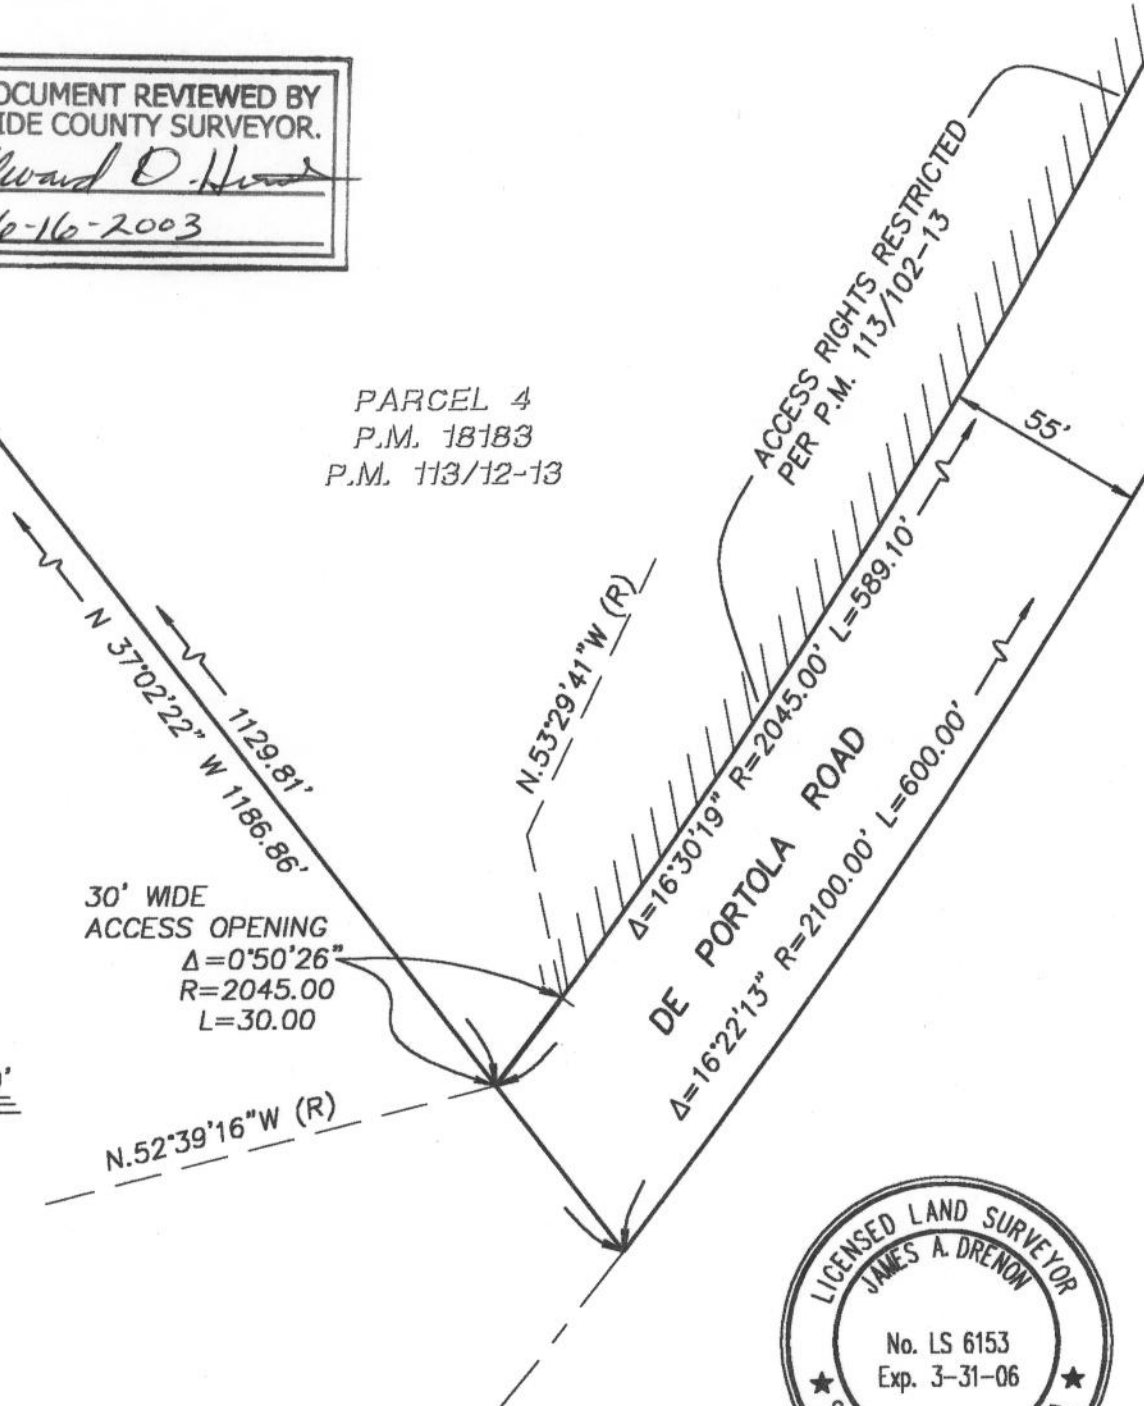 OCUMENT REVIEWED BY
IDE COUNTY SURVEYOR.
6-16-2003
ACCESS RIGHTS RESTRICTED
PER P.M. 113/102-13
PARCEL 4
P.M. 18183
P.M. 113/12-13
55'
N 37°02'22" W 1186.86'
1129.81'
N.53°29'41"W (R)
Δ=16°30'19" R=2045.00' L=589.10'
DE PORTOLA ROAD
Δ=16°22'13" R=2100.00' L=600.00'
30' WIDE
ACCESS OPENING
Δ=0°50'26"
R=2045.00
L=30.00
N.52°39'16"W (R)
LICENSED LAND SURVEYOR
JAMES A. DRENON
No. LS 6153
Exp. 3-31-06